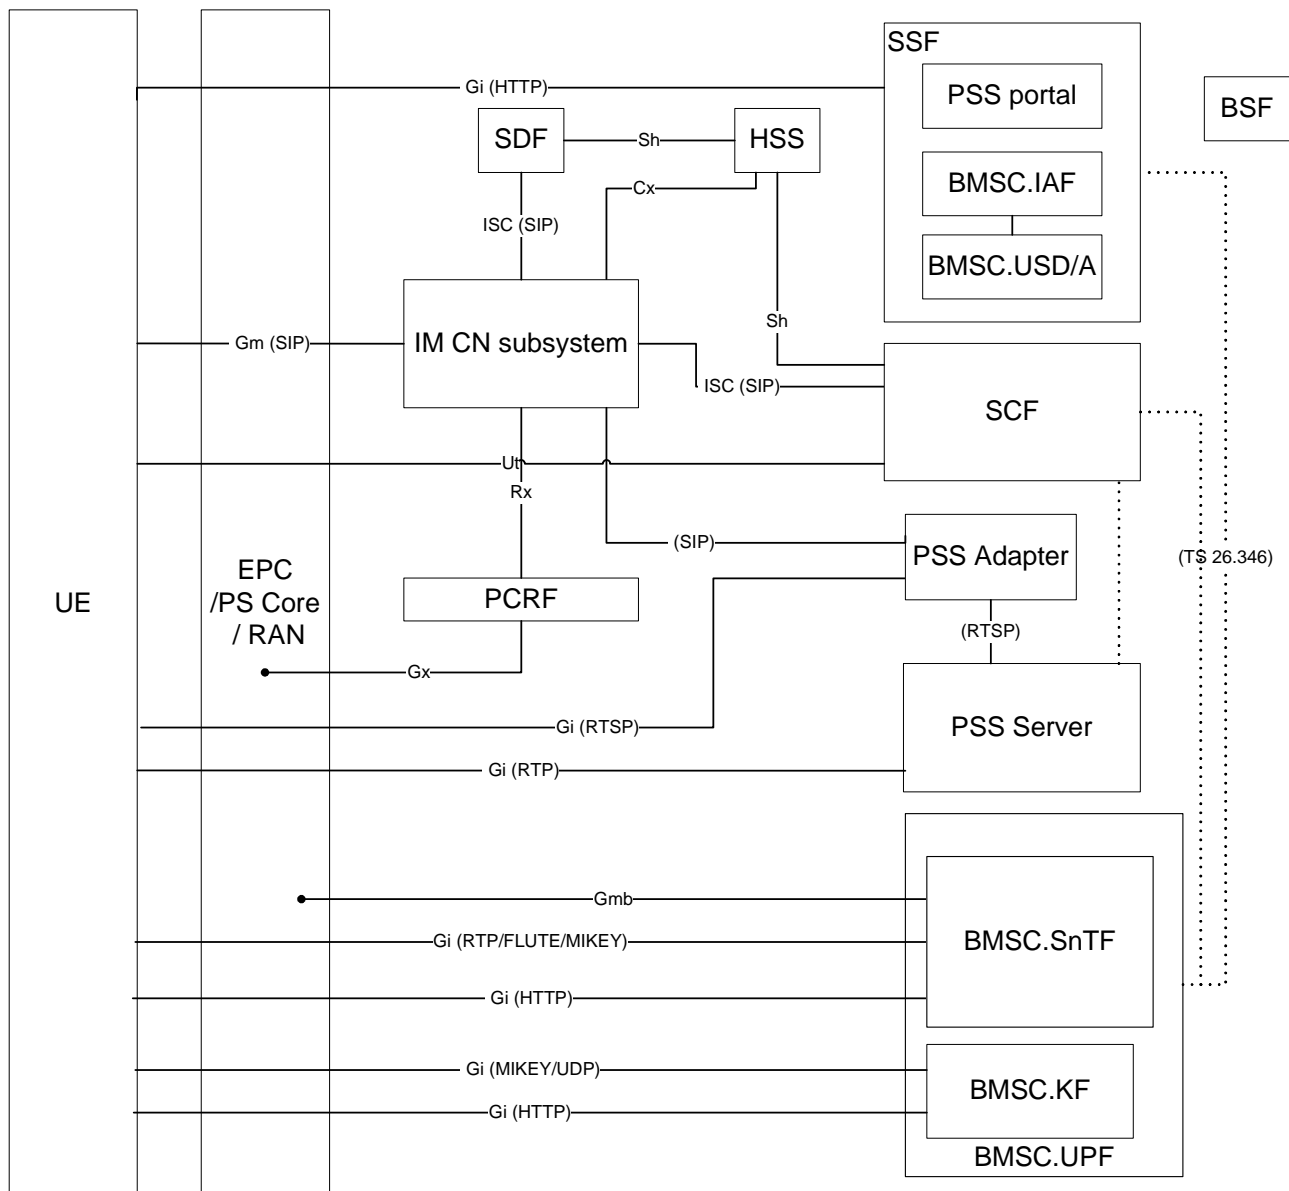 SSF
PSS portal
BSF
Gi (HTTP)
SDF
Sh
HSS
BMSC.IAF
Cx
ISC (SIP)
BMSC.USD/A
Sh
Gm (SIP)
IM CN subsystem
ISC (SIP)
SCF
Ut
Rx
(SIP)
PSS Adapter
(TS 26.346)
EPC
/PS Core
/ RAN
UE
PCRF
(RTSP)
Gx
Gi (RTSP)
PSS Server
Gi (RTP)
Gmb
Gi (RTP/FLUTE/MIKEY)
BMSC.SnTF
Gi (HTTP)
Gi (MIKEY/UDP)
BMSC.KF
Gi (HTTP)
BMSC.UPF